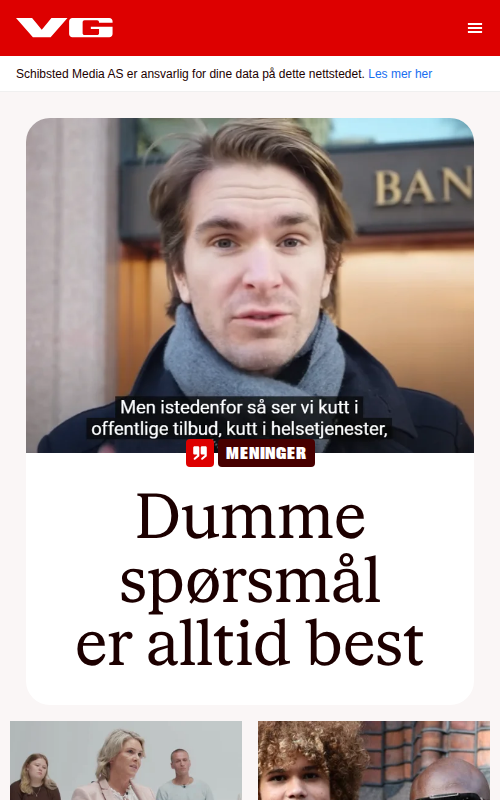 VG
Schibsted Media AS er ansvarlig for dine data på dette nettstedet. Les mer her
BAN
Men istedenfor så ser vi kutt i
offentlige tilbud, kutt i helsetjenester,
MENINGER
Dumme
spørsmål
er alltid best